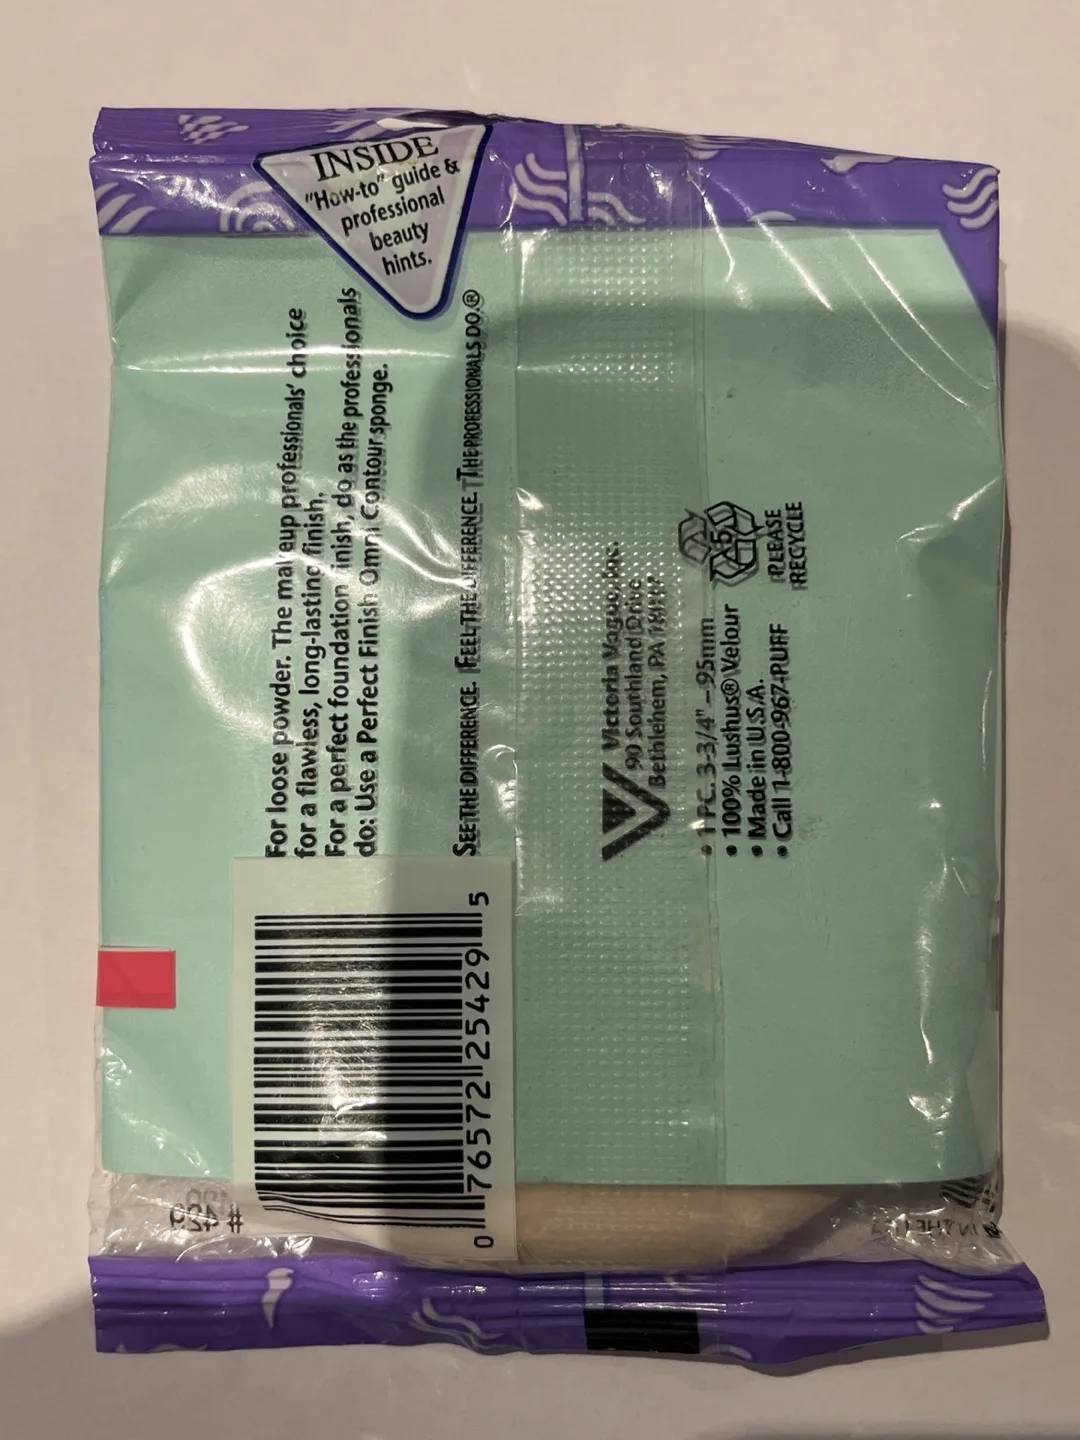 INSIDE
"How-to" guide &
professional
beauty
hints.
For loose powder. The makeup professionals' choice
for a flawless, long-lasting finish.
For a perfect foundation finish, do as the professionals
do: Use a Perfect Finish Omni Contour sponge.
SEE THE DIFFERENCE. FEEL THE DIFFERENCE. THE PROFESSIONALS DO.®
Victoria Vogue, Inc.
90 Southland Drive
Bethlehem, PA
5
PLEASE
RECYCLE
• 1 PC. 3-3/4" – 95mm
• 100% Lushus® Velour
• Made in U.S.A.
• Call 1-800-967-PUFF
0 76572 25429 5